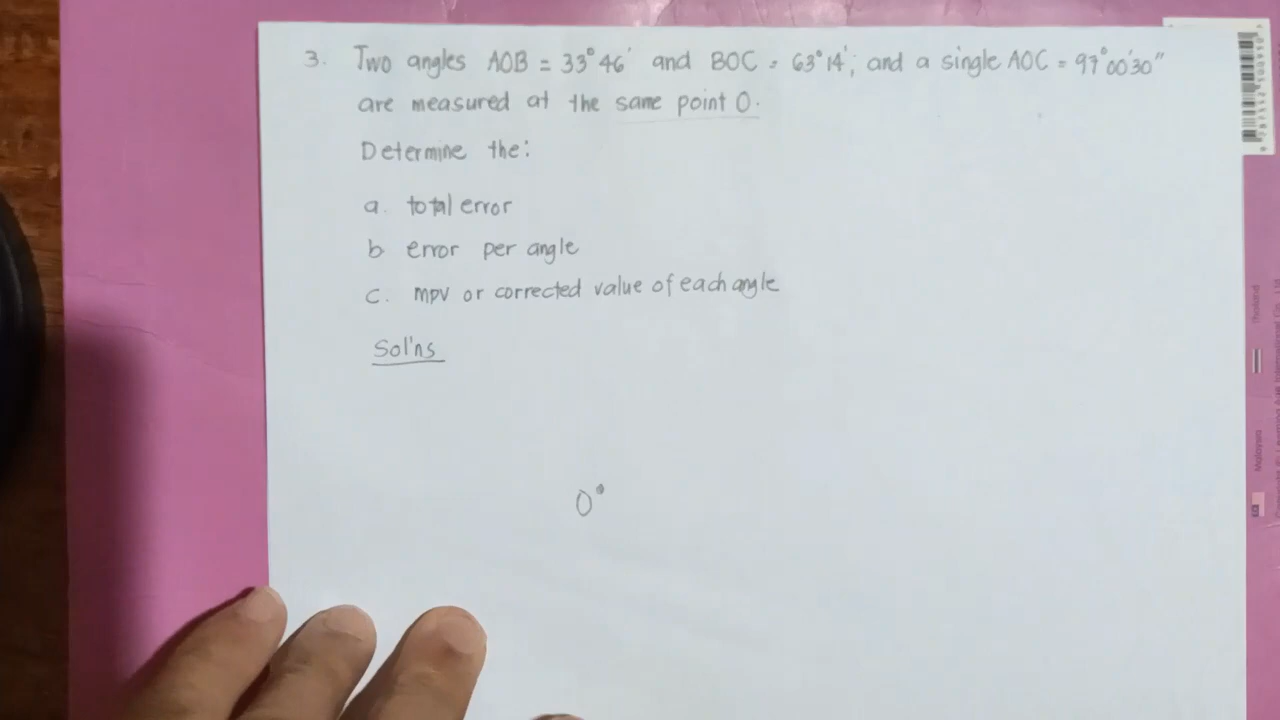 3. Two angles AOB = 33°46' and BOC = 63°14'; and a single AOC = 97°00'30"
are measured at the same point O.
Determine the:
a. total error
b error per angle
c. mpv or corrected value of each angle
Sol'ns
O
Thailand
Malaysia